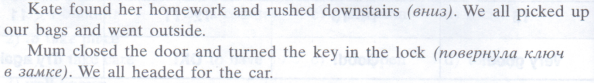 Kate found her homework and rushed downstairs (вниз). We all picked up
our bags and went outside.
Mum closed the door and turned the key in the lock (повернула ключ
в замке). We all headed for the car.